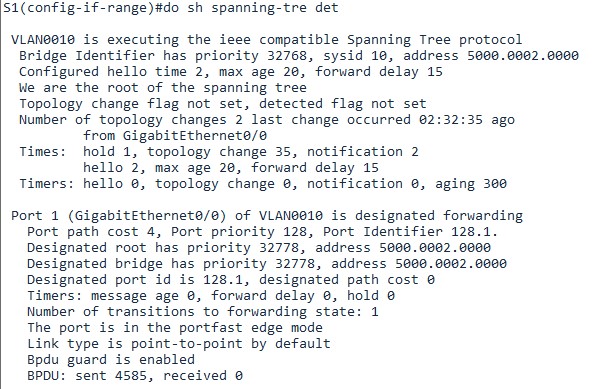 S1(config-if-range)#do sh spanning-tre det
VLAN0010 is executing the ieee compatible Spanning Tree protocol
Bridge Identifier has priority 32768, sysid 10, address 5000.0002.0000
Configured hello time 2, max age 20, forward delay 15
We are the root of the spanning tree
Topology change flag not set, detected flag not set
Number of topology changes 2 last change occurred 02:32:35 ago
from GigabitEthernet0/0
Times:  hold 1, topology change 35, notification 2
hello 2, max age 20, forward delay 15
Timers: hello 0, topology change 0, notification 0, aging 300
Port 1 (GigabitEthernet0/0) of VLAN0010 is designated forwarding
Port path cost 4, Port priority 128, Port Identifier 128.1.
Designated root has priority 32778, address 5000.0002.0000
Designated bridge has priority 32778, address 5000.0002.0000
Designated port id is 128.1, designated path cost 0
Timers: message age 0, forward delay 0, hold 0
Number of transitions to forwarding state: 1
The port is in the portfast edge mode
Link type is point-to-point by default
Bpdu guard is enabled
BPDU: sent 4585, received 0